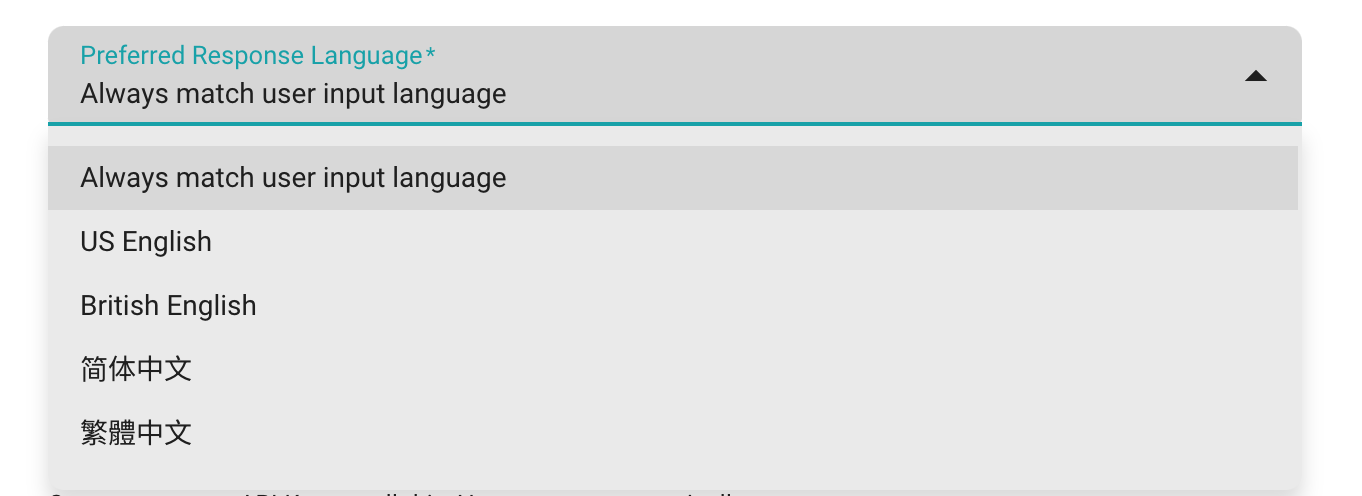 Preferred Response Language*
Always match user input language
Always match user input language
US English
British English
简体中文
繁體中文